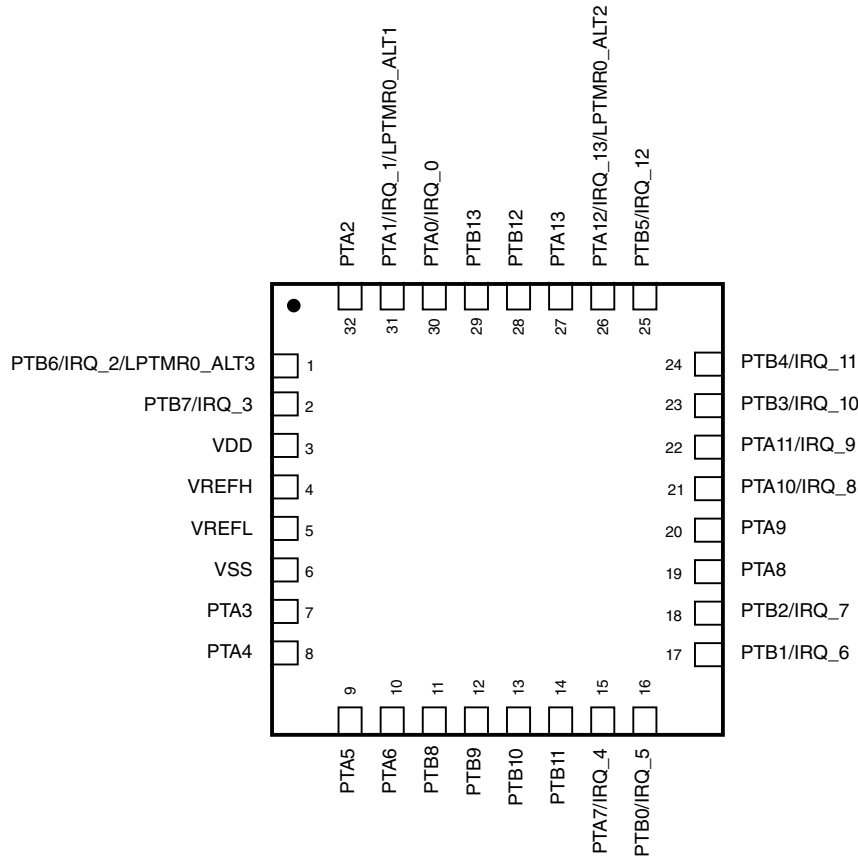 PTA2
PTA1/IRQ_1/LPTMR0_ALT1
PTA0/IRQ_0
PTB13
PTB12
PTA13
PTA12/IRQ_13/LPTMR0_ALT2
PTB5/IRQ_12
32
31
30
29
28
27
26
25
PTB6/IRQ_2/LPTMR0_ALT3 1
PTB7/IRQ_3 2
VDD 3
VREFH 4
VREFL 5
VSS 6
PTA3 7
PTA4 8
24 PTB4/IRQ_11
23 PTB3/IRQ_10
22 PTA11/IRQ_9
21 PTA10/IRQ_8
20 PTA9
19 PTA8
18 PTB2/IRQ_7
17 PTB1/IRQ_6
9
10
11
12
13
14
15
16
PTA5
PTA6
PTB8
PTB9
PTB10
PTB11
PTA7/IRQ_4
PTB0/IRQ_5